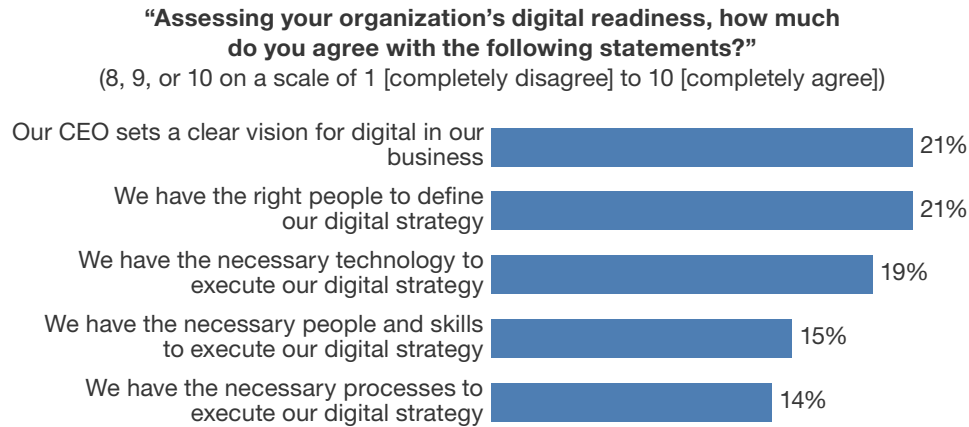 “Assessing your organization’s digital readiness, how much
do you agree with the following statements?”
(8, 9, or 10 on a scale of 1 [completely disagree] to 10 [completely agree])
Our CEO sets a clear vision for digital in our
business
21%
We have the right people to define
our digital strategy
21%
We have the necessary technology to
execute our digital strategy
19%
We have the necessary people and skills
to execute our digital strategy
15%
We have the necessary processes to
execute our digital strategy
14%